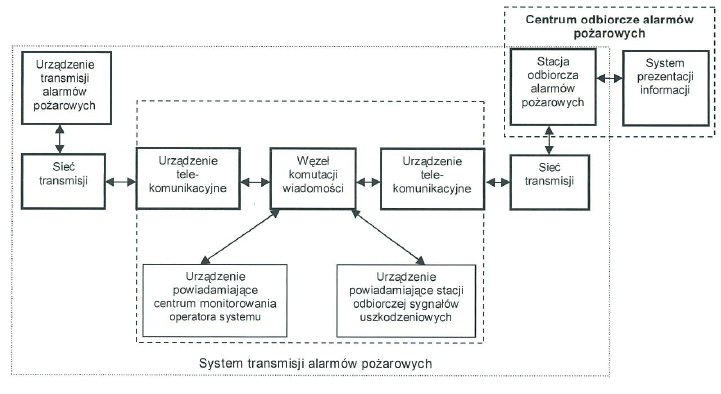 Centrum odbiorcze alarmów
pożarowych
Urządzenie
transmisji
alarmów
pożarowych
Stacja
odbiorcza
alarmów
pożarowych
System
prezentacji
informacji
Sieć
transmisji
Urządzenie
tele-
komunikacyjne
Węzeł
komutacji
wiadomości
Urządzenie
tele-
komunikacyjne
Sieć
transmisji
Urządzenie
powiadamiające
centrum monitorowania
operatora systemu
Urządzenie
powiadamiające stacji
odbiorczej sygnałów
uszkodzeniowych
System transmisji alarmów pożarowych